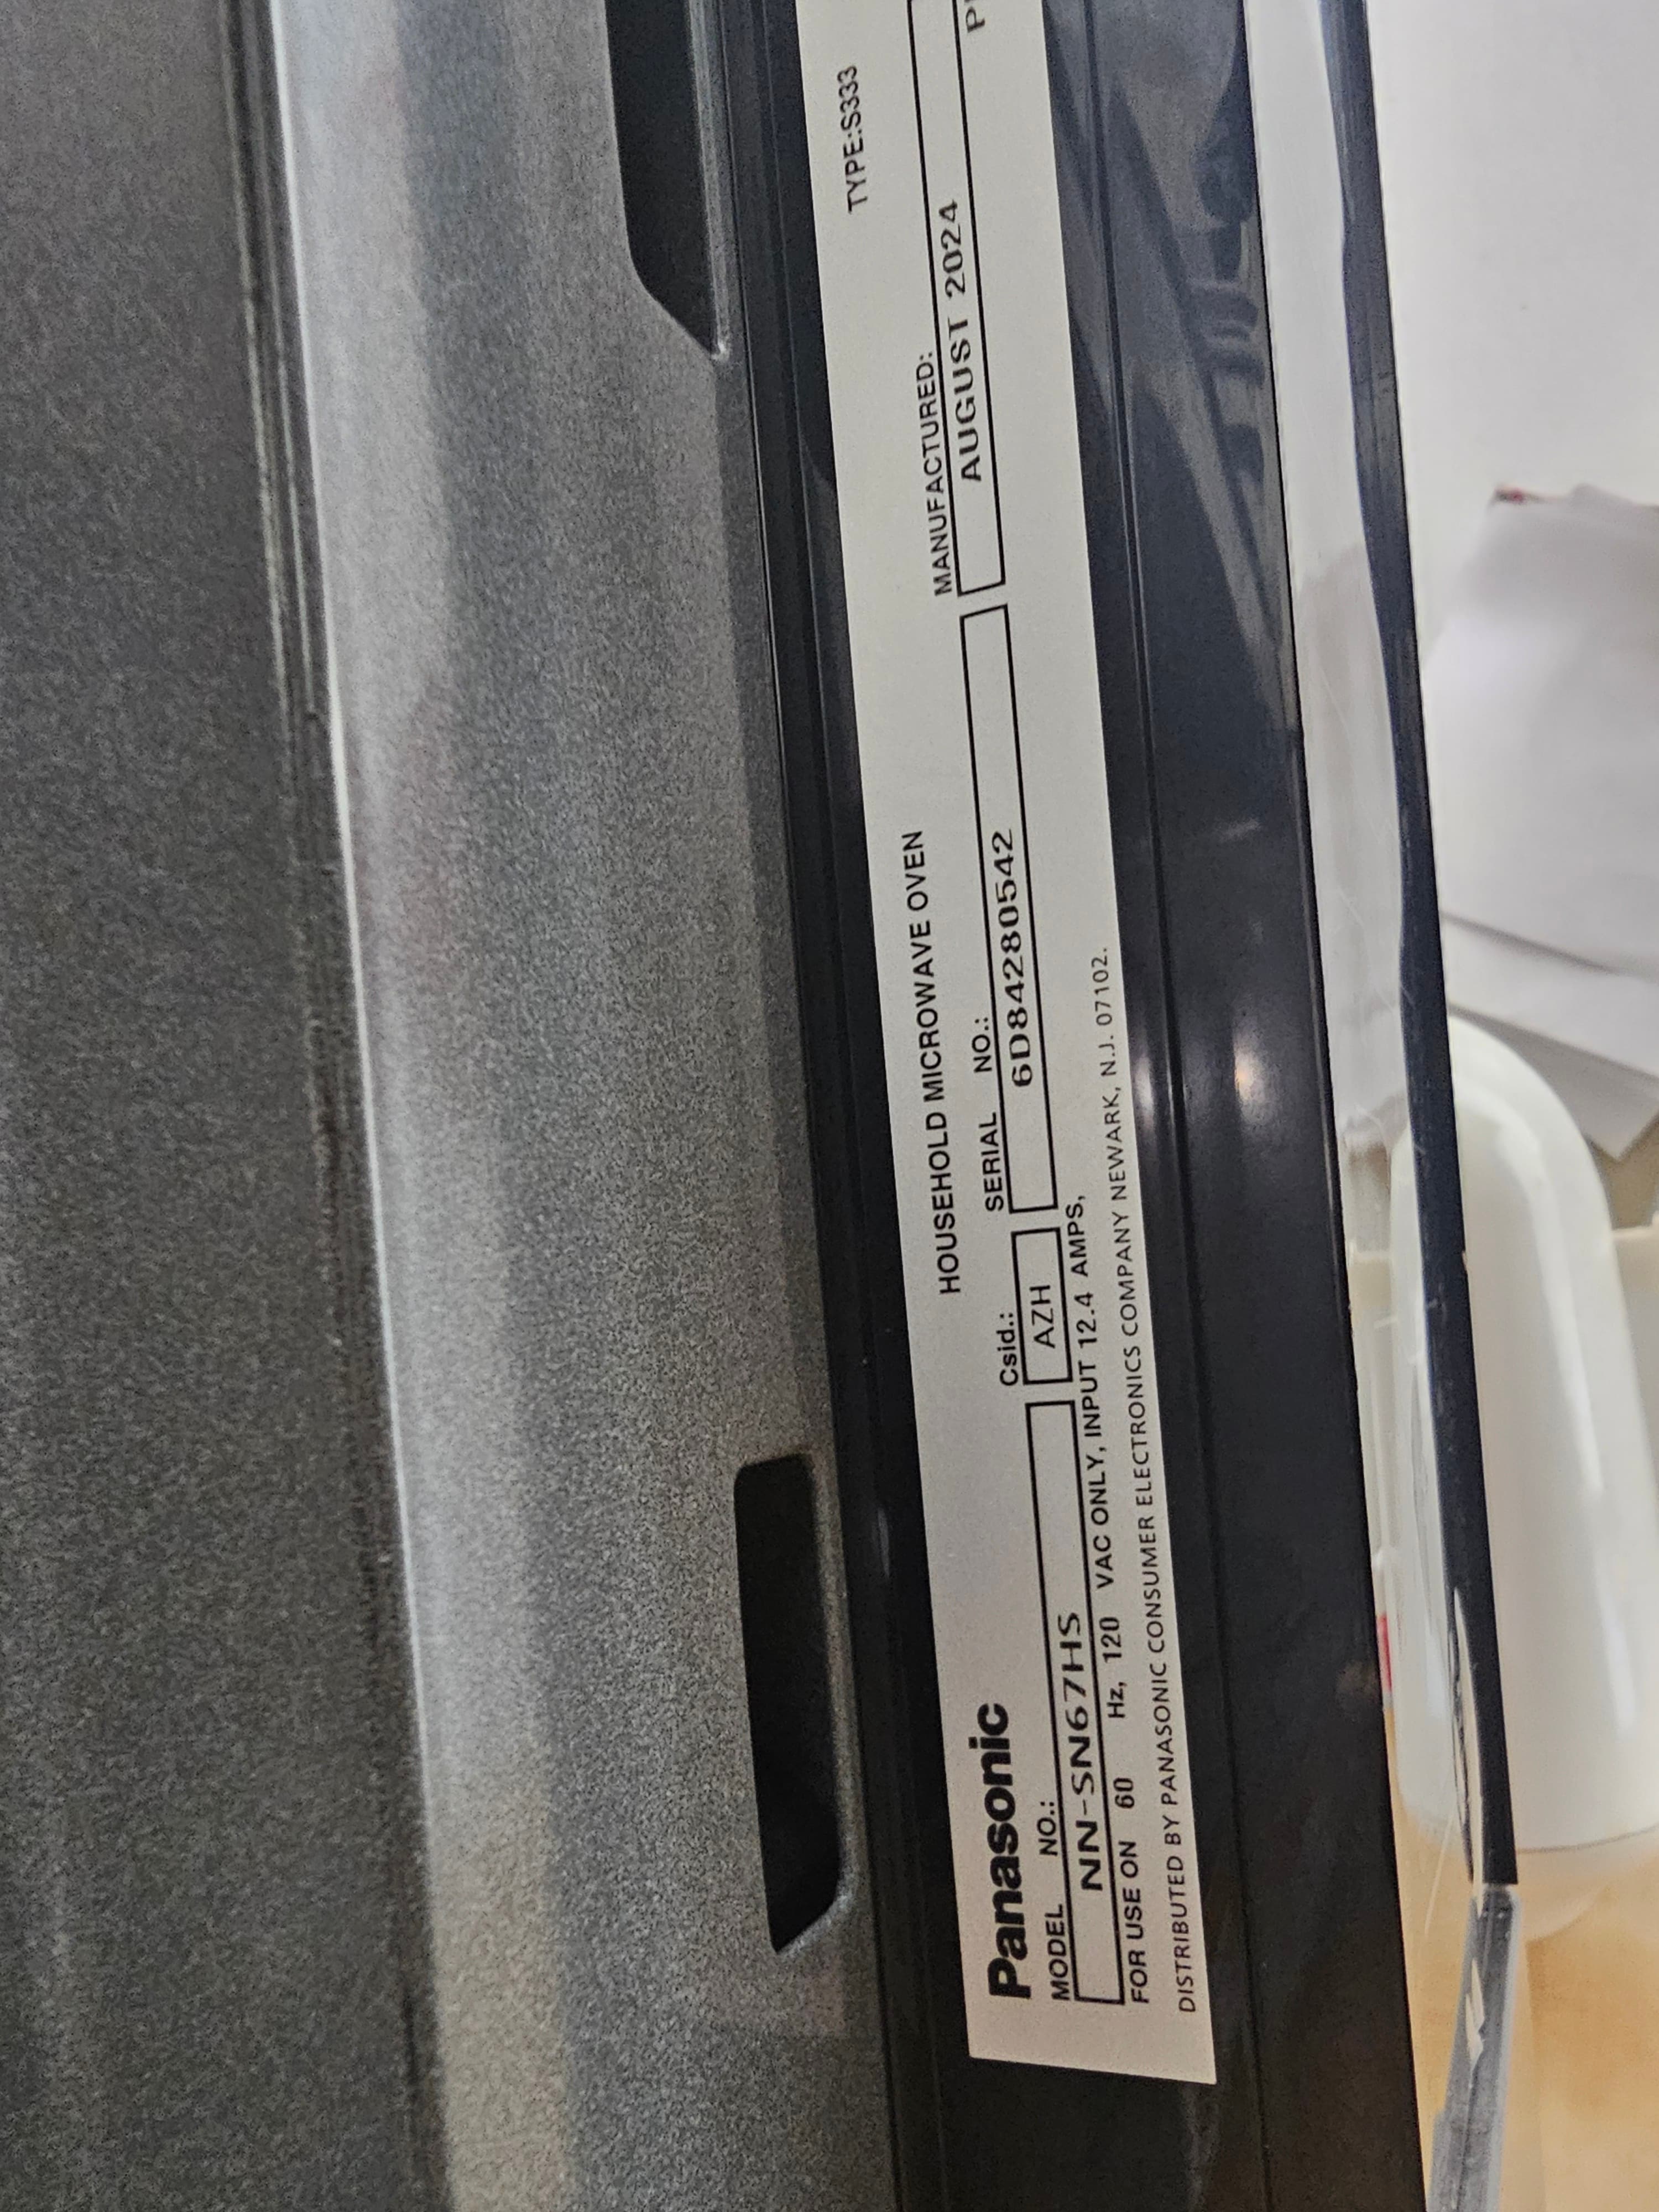 Panasonic
HOUSEHOLD MICROWAVE OVEN
TYPE:S333
MODEL NO.:
Csid.:
SERIAL NO.:
MANUFACTURED:
NN-SN67HS
AZH
6D84280542
AUGUST 2024
FOR USE ON 60 Hz, 120 VAC ONLY, INPUT 12.4 AMPS,
DISTRIBUTED BY PANASONIC CONSUMER ELECTRONICS COMPANY NEWARK, N.J. 07102.